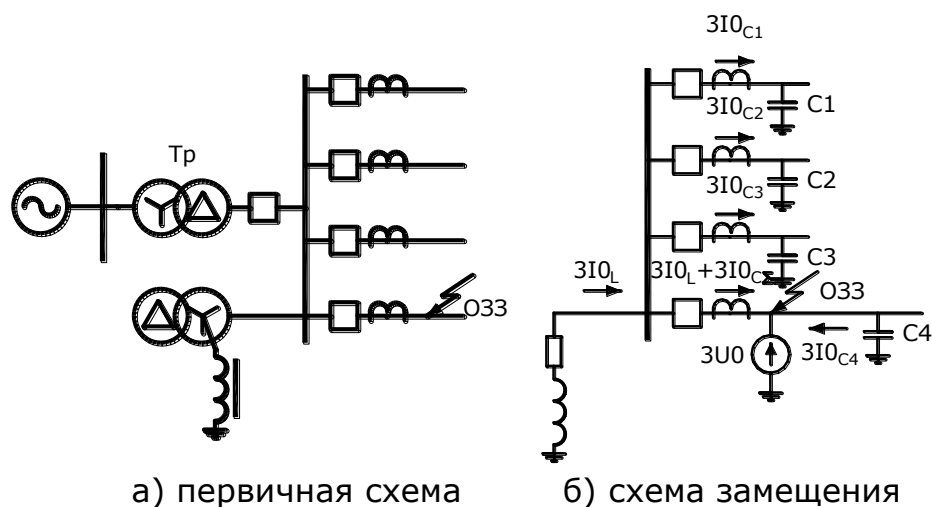 Тр
ОЗЗ
а) первичная схема
3I0C1
3I0C2
C1
3I0C3
C2
C3
3I0L
3I0L+3I0CΣ
ОЗЗ
3U0
3I0C4
C4
б) схема замещения